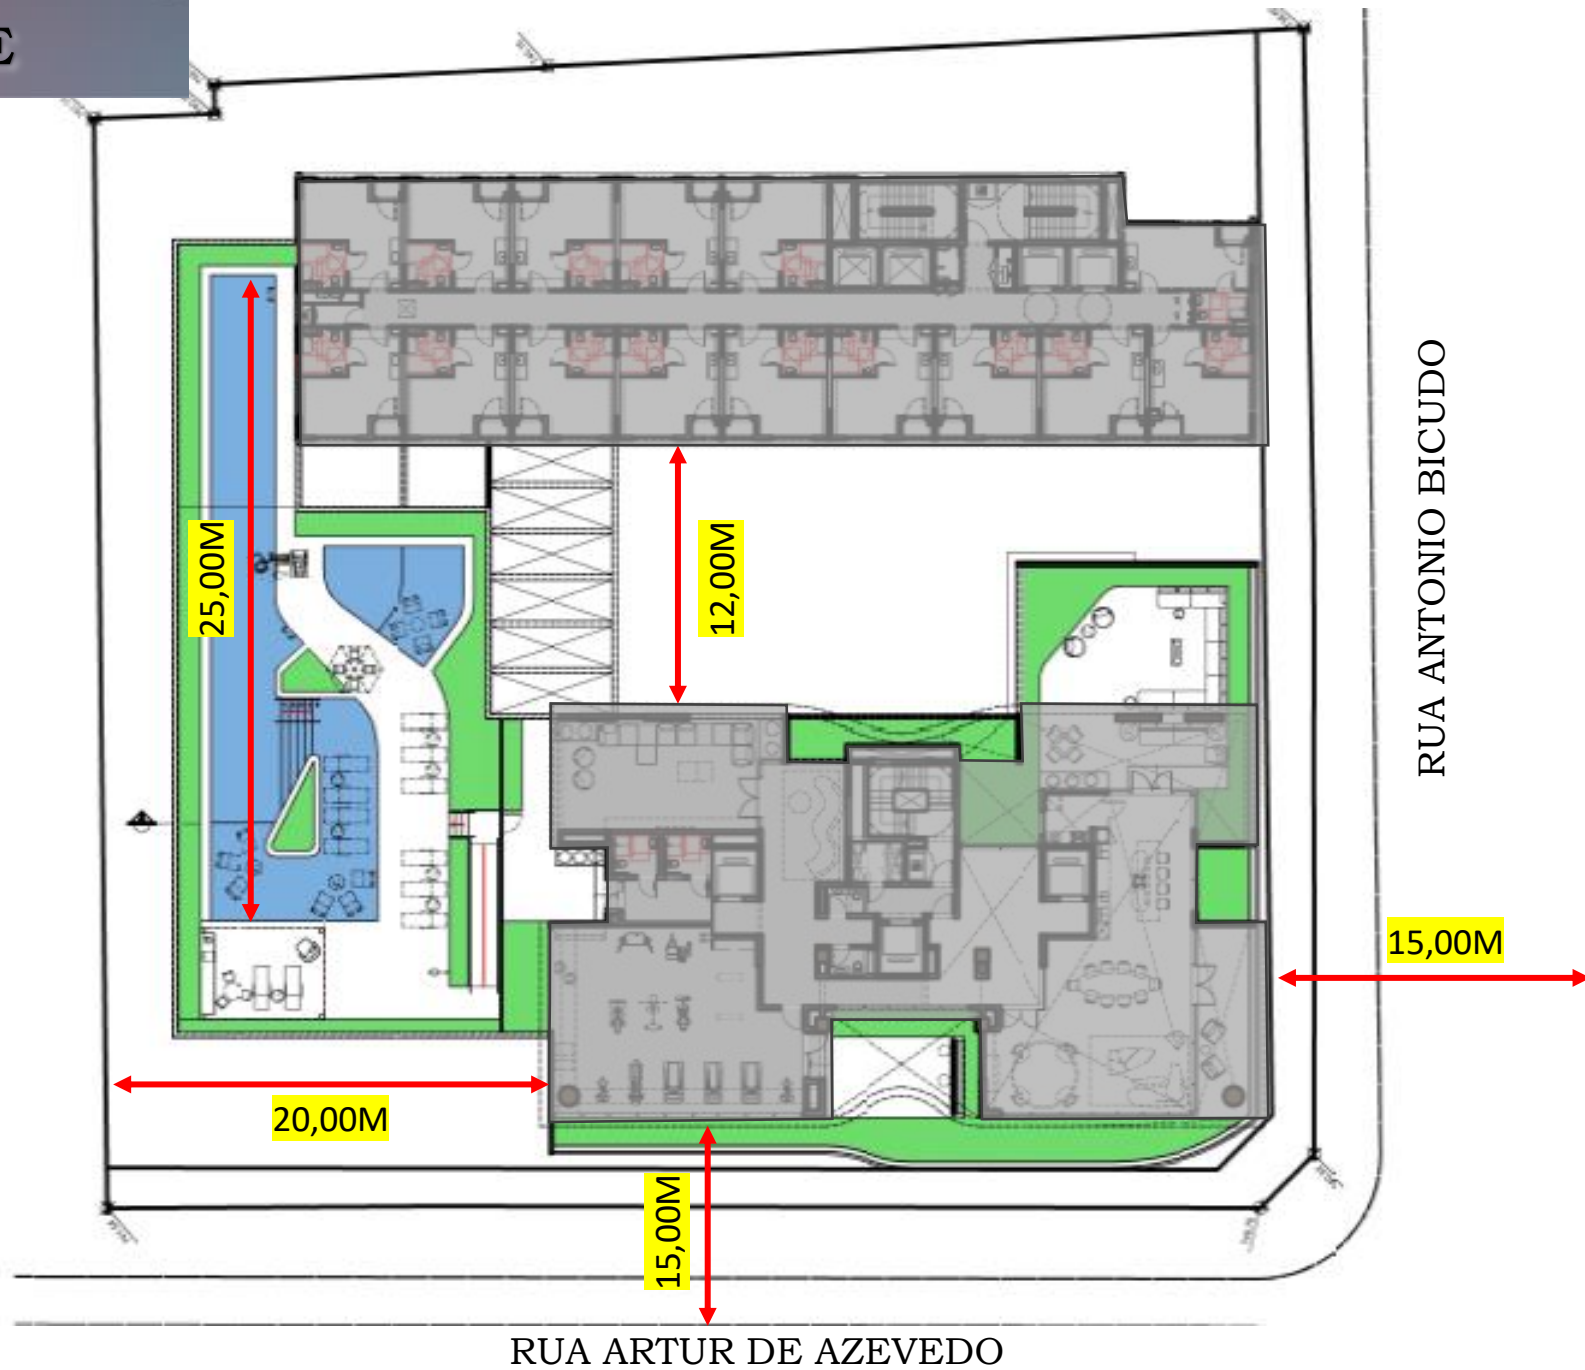 E
25,00M
12,00M
RUA ANTONIO BICUDO
15,00M
20,00M
15,00M
RUA ARTUR DE AZEVEDO